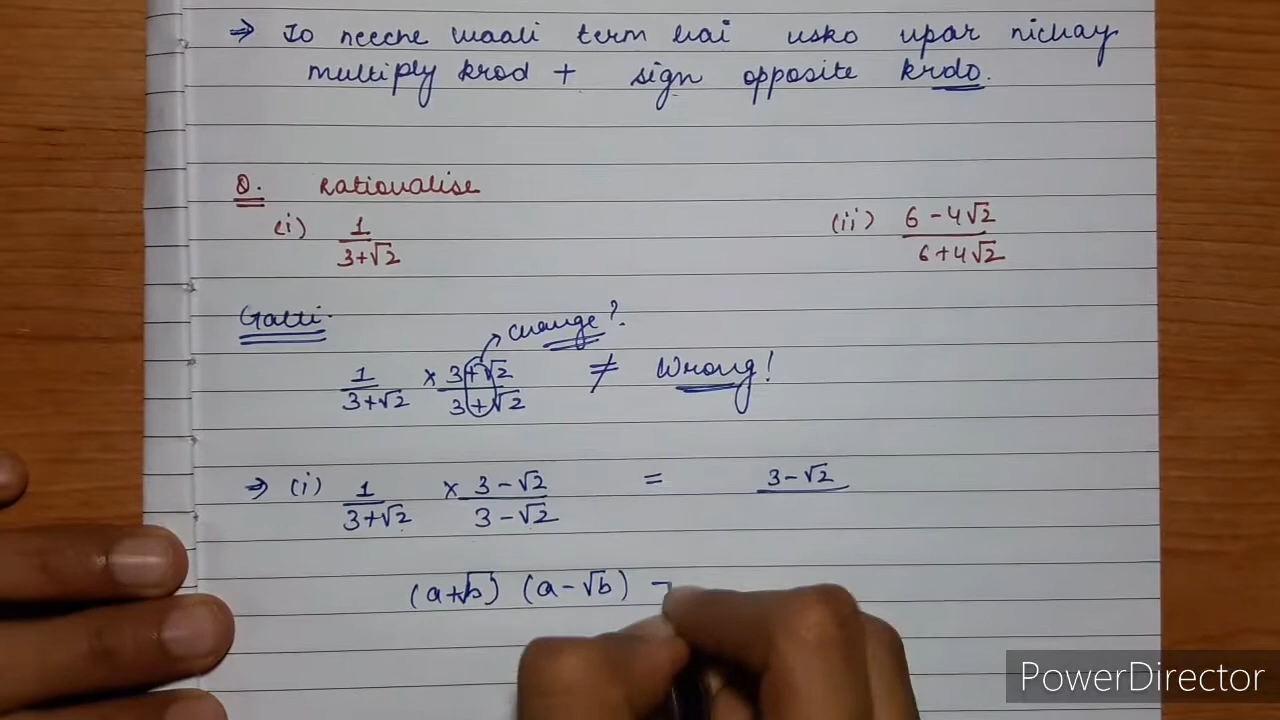 ⇒ Jo neeche waali term hai usko upar nichay
multiply krod + sign opposite krdo.
Q. Rationalise
(i) 1/(3+√2) (ii) (6-4√2)/(6+4√2)
Galti.
change?
1/(3+√2) × (3+√2)/(3+√2) ≠ Wrong!
⇒ (i) 1/(3+√2) × (3-√2)/(3-√2) = 3-√2
(a+√b) (a-√b)
PowerDirector